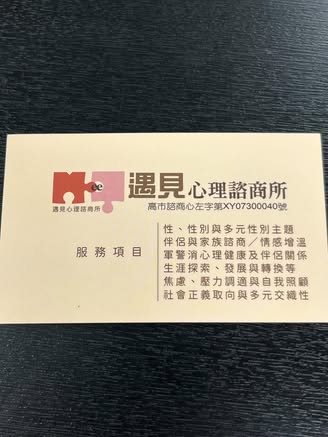 Meee
遇見心理諮商所
遇見心理諮商所
高市諮商心左字第XY07300040號
服務項目
性、性別與多元性別主題
伴侶與家族諮商／情感增溫
軍警消心理健康及伴侶關係
生涯探索、發展與轉換等
焦慮、壓力調適與自我照顧
社會正義取向與多元交織性